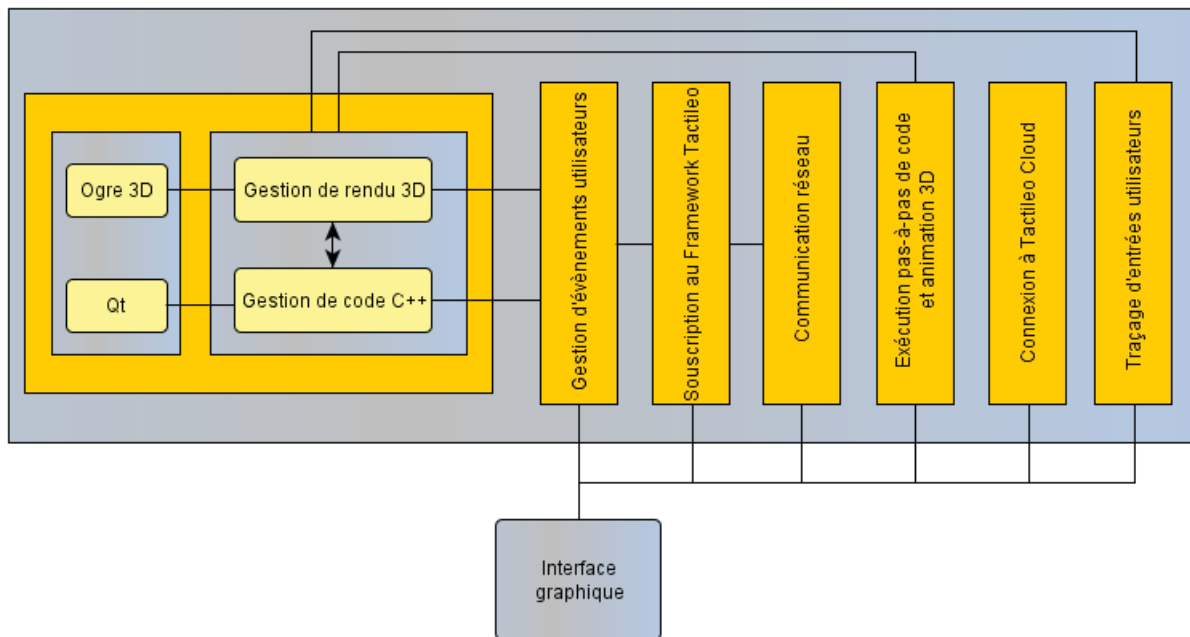 Ogre 3D
Gestion de rendu 3D
Qt
Gestion de code C++
Gestion d'évènements utilisateurs
Souscription au Framework Tactileo
Communication réseau
Exécution pas-à-pas de code
et animation 3D
Connexion à Tactileo Cloud
Traçage d'entrées utilisateurs
Interface
graphique